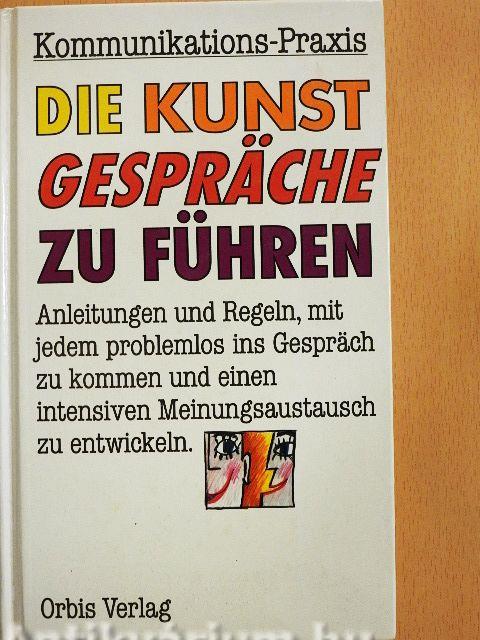 Kommunikations-Praxis
DIE KUNST
GESPRÄCHE
ZU FÜHREN
Anleitungen und Regeln, mit
jedem problemlos ins Gespräch
zu kommen und einen
intensiven Meinungsaustausch
zu entwickeln.
Orbis Verlag